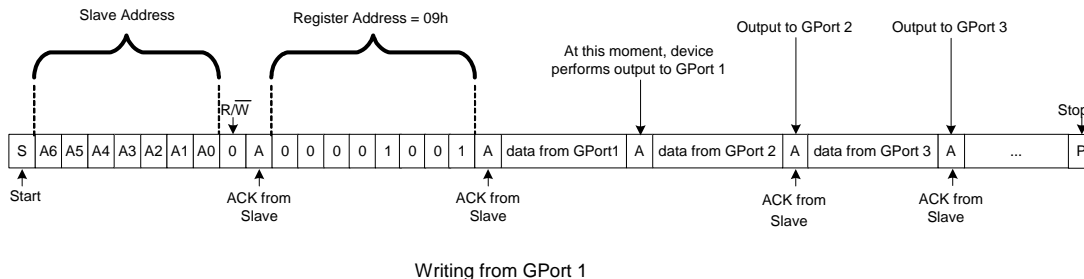 Slave Address
Register Address = 09h
Output to GPort 2
Output to GPort 3
At this moment, device
performs output to GPort 1
R/W
Stop
S A6 A5 A4 A3 A2 A1 A0 0 A 0 0 0 0 1 0 0 1 A data from GPort1 A data from GPort 2 A data from GPort 3 A ... P
Start
ACK from
Slave
ACK from
Slave
ACK from
Slave
ACK from
Slave
Writing from GPort 1